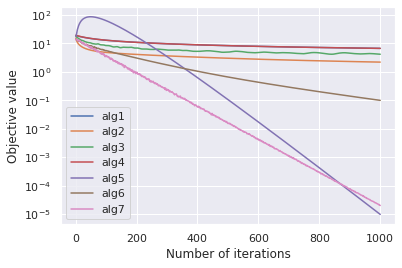 Objective value
10²
10¹
10⁰
10⁻¹
10⁻²
10⁻³
10⁻⁴
10⁻⁵
alg1
alg2
alg3
alg4
alg5
alg6
alg7
0 200 400 600 800 1000
Number of iterations